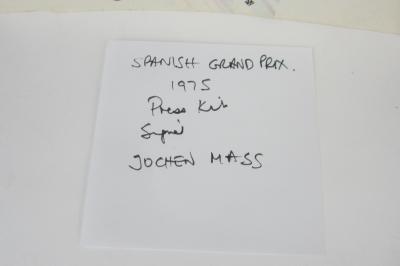 SPANISH GRAND PRIX.
1975
Press Kit
Signed
JOCHEN MASS